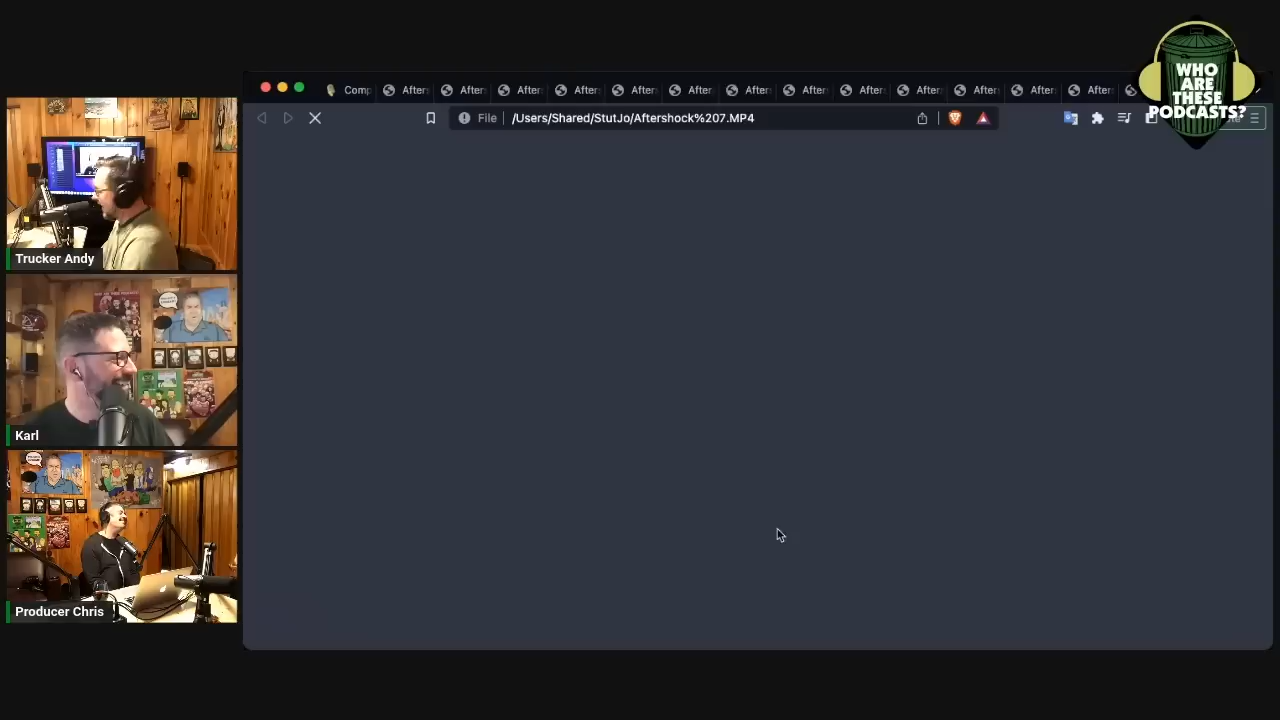 WHO
ARE
THESE
PODCASTS?
Comp
After
After
After
After
After
After
After
After
After
After
After
After
After
File
/Users/Shared/StutJo/Aftershock%207.MP4
Trucker Andy
Karl
Producer Chris